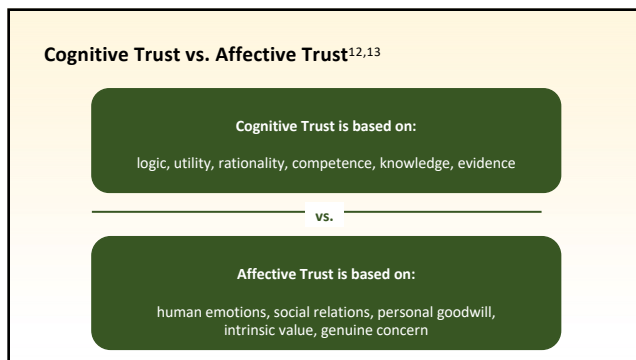 Cognitive Trust vs. Affective Trust12,13
Cognitive Trust is based on:
logic, utility, rationality, competence, knowledge, evidence
vs.
Affective Trust is based on:
human emotions, social relations, personal goodwill,
intrinsic value, genuine concern